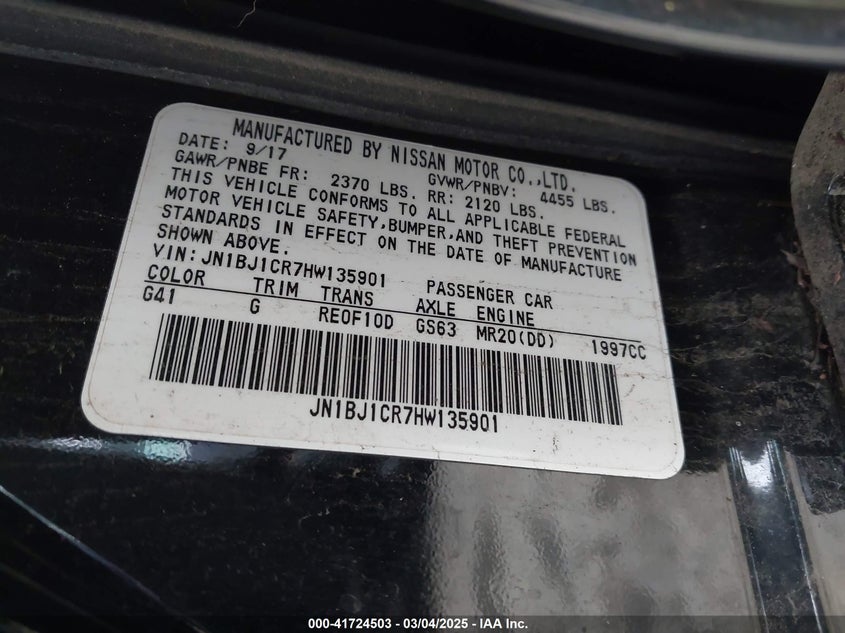 MANUFACTURED BY NISSAN MOTOR CO.,LTD.
DATE: 9/17 GVWR/PNBV: 4455 LBS.
GAWR/PNBE FR: 2370 LBS. RR: 2120 LBS.
THIS VEHICLE CONFORMS TO ALL APPLICABLE FEDERAL
MOTOR VEHICLE SAFETY,BUMPER,AND THEFT PREVENTION
STANDARDS IN EFFECT ON THE DATE OF MANUFACTURE
SHOWN ABOVE.
VIN:JN1BJ1CR7HW135901 PASSENGER CAR
COLOR TRIM TRANS AXLE ENGINE
G41 G RE0F10D GS63 MR20(DD) 1997CC
JN1BJ1CR7HW135901
000-41724503 - 03/04/2025 - IAA Inc.